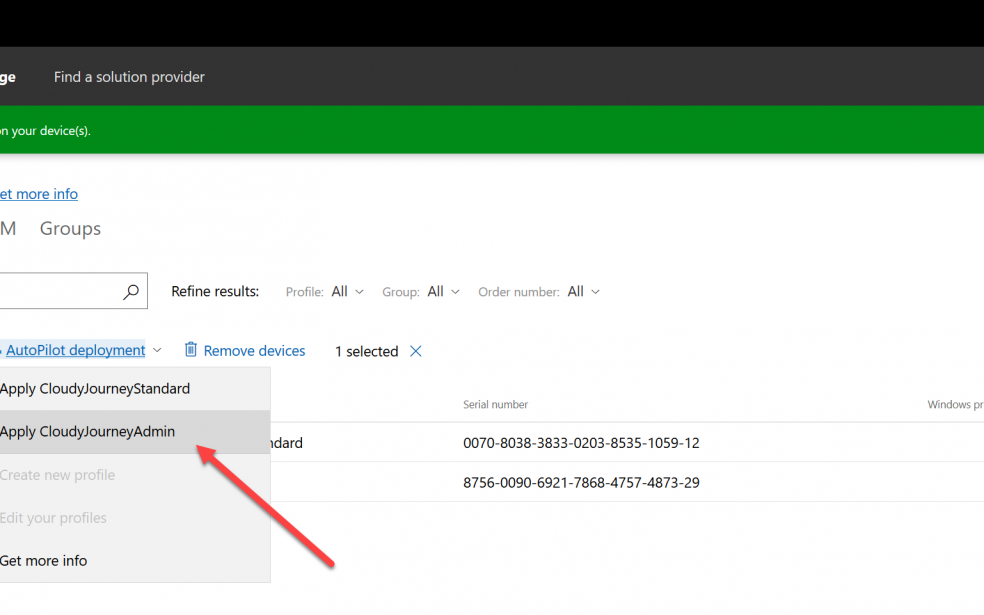 ge Find a solution provider
on your device(s).
et more info
M Groups
Refine results: Profile: All Group: All Order number: All
AutoPilot deployment Remove devices 1 selected
Apply CloudyJourneyStandard
Serial number Windows pr
Apply CloudyJourneyAdmin
ndard 0070-8038-3833-0203-8535-1059-12
Create new profile
8756-0090-6921-7868-4757-4873-29
Edit your profiles
Get more info